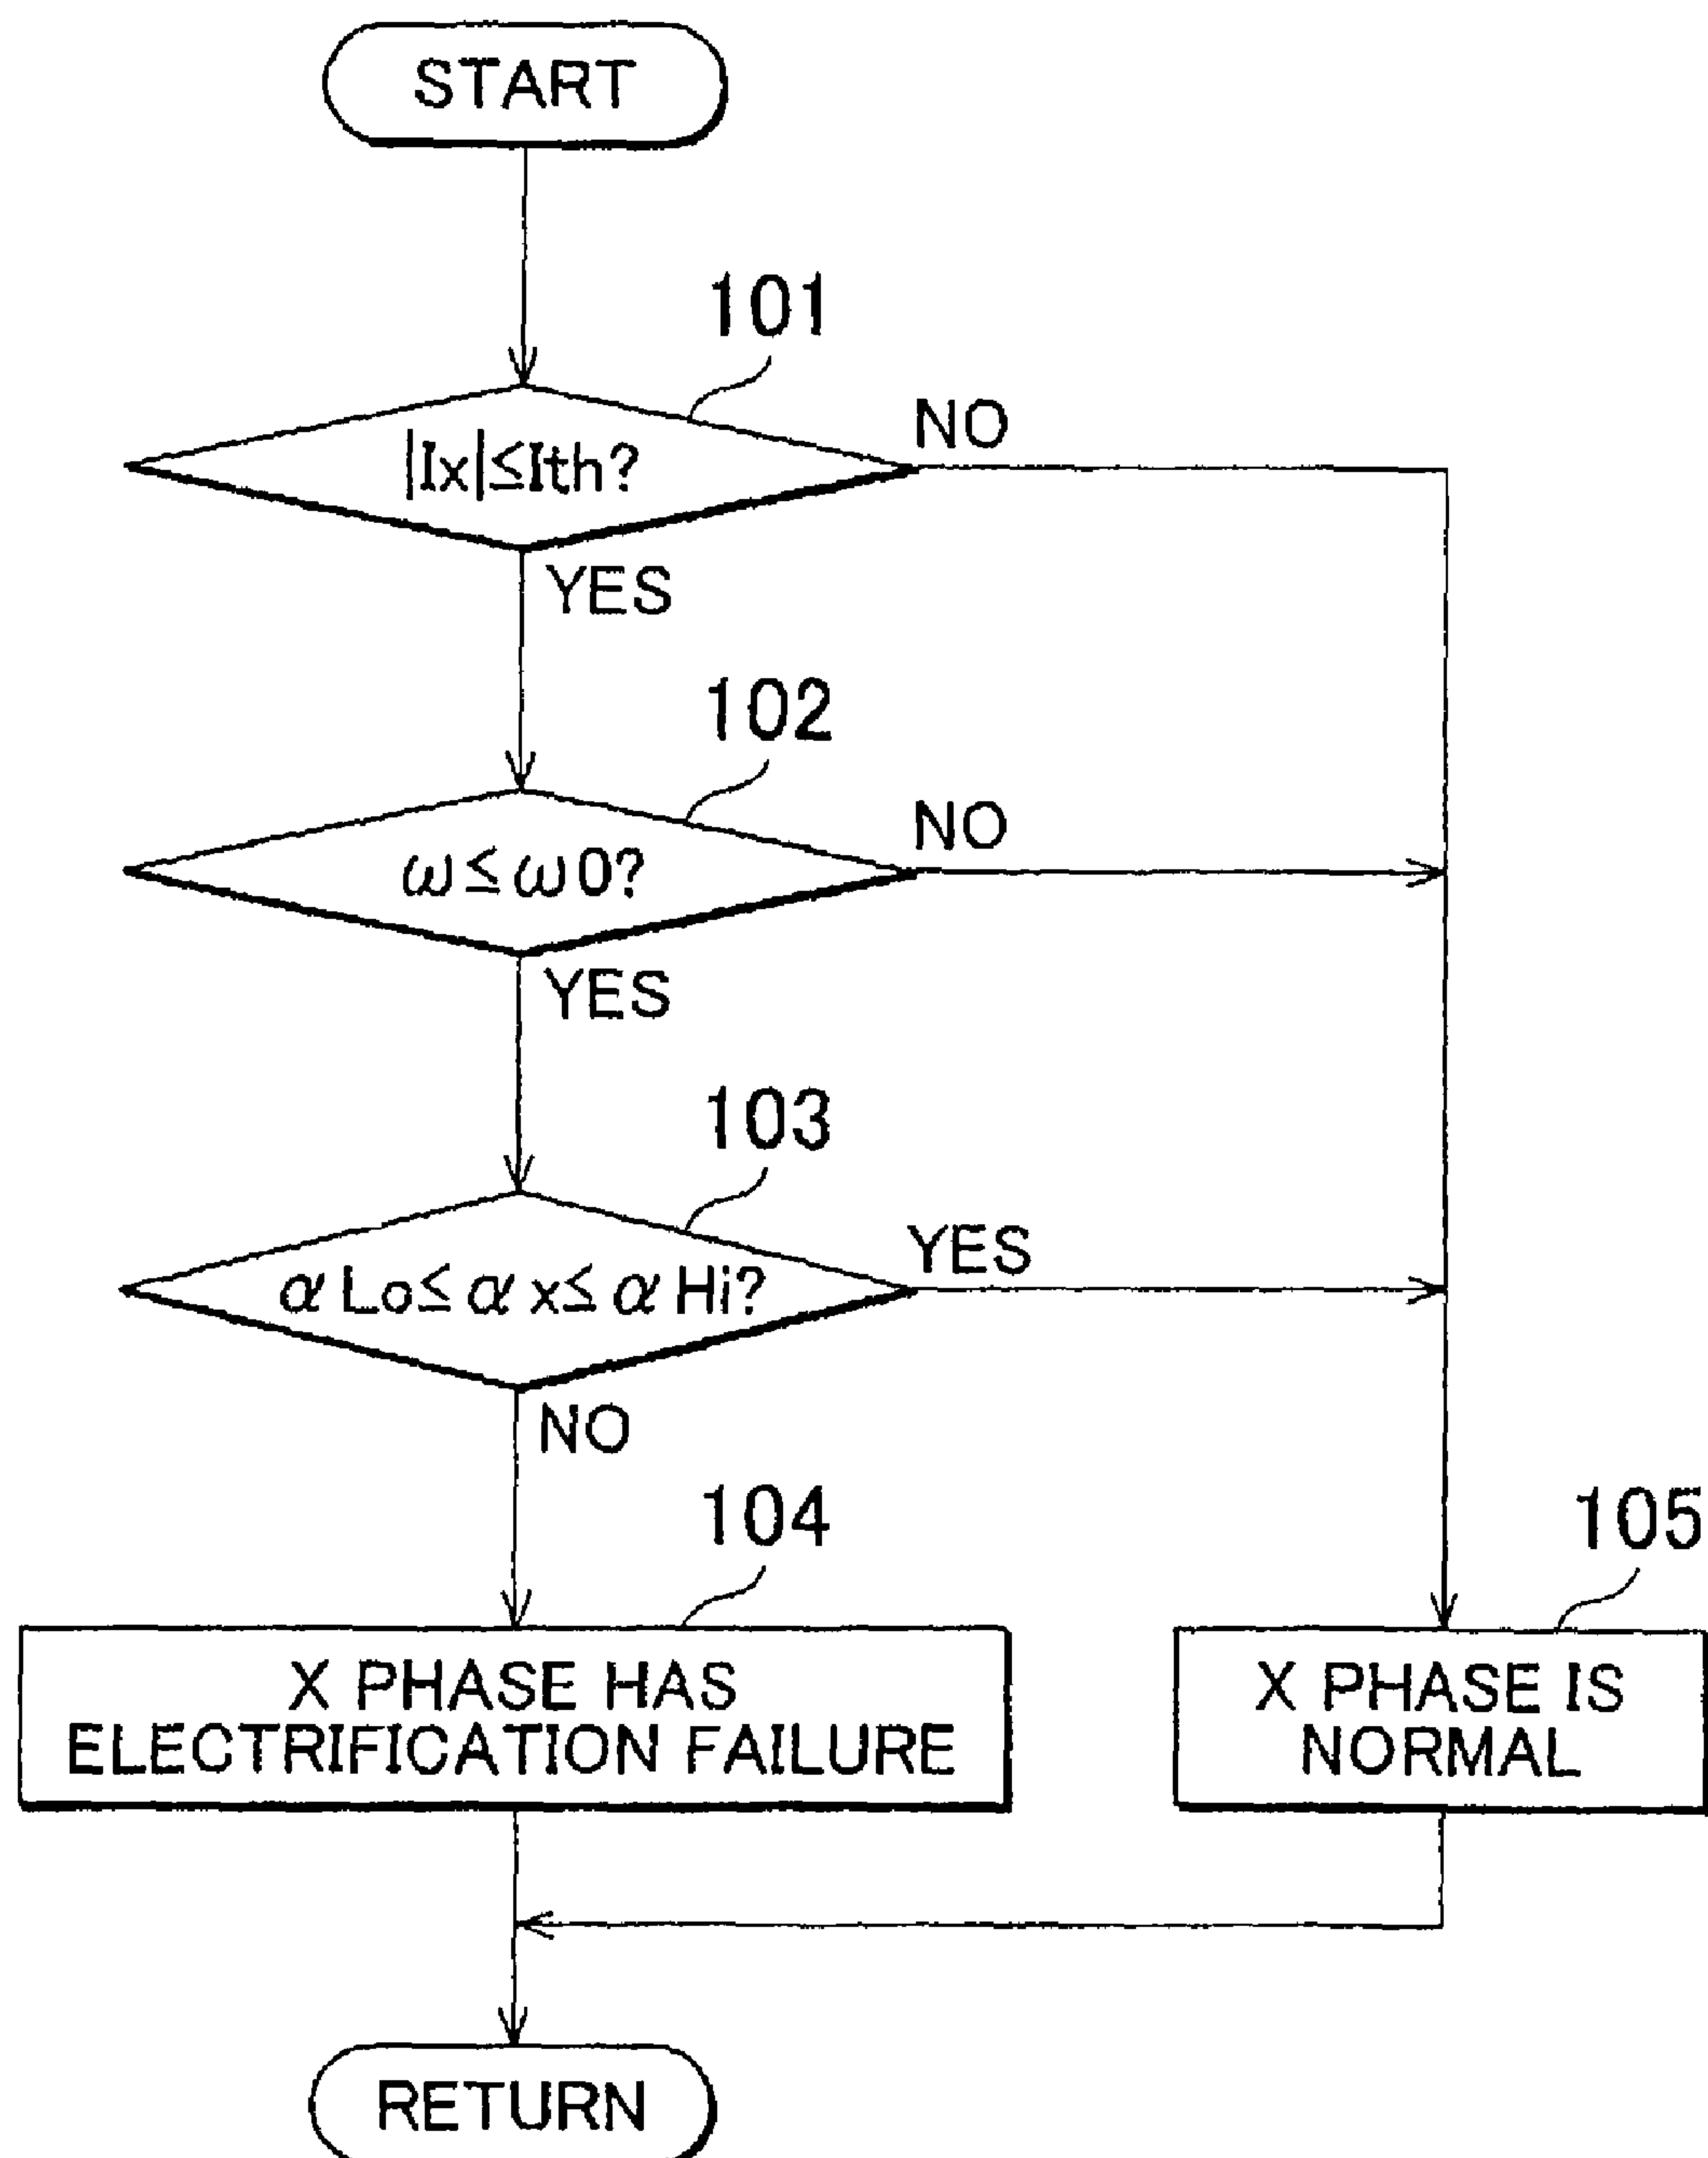 START
101
NO
|Ix|≤Ith?
YES
102
NO
ω≤ω0?
YES
103
YES
αLo≤αx≤αHi?
NO
104
105
X PHASE HAS
ELECTRIFICATION FAILURE
X PHASE IS
NORMAL
RETURN